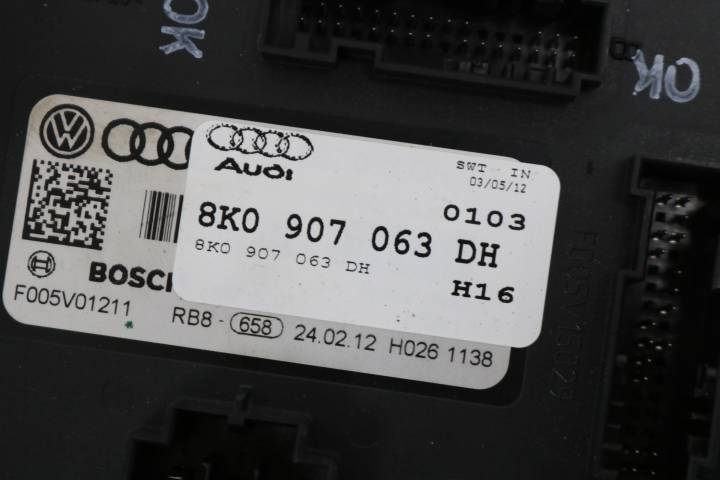 OK
OK
Audi
SWT IN
03/05/12
0103
8K0 907 063 DH
8K0 907 063 DH
H16
BOSCH
F005V01211
RB8 - 658 24.02.12 H026 1138